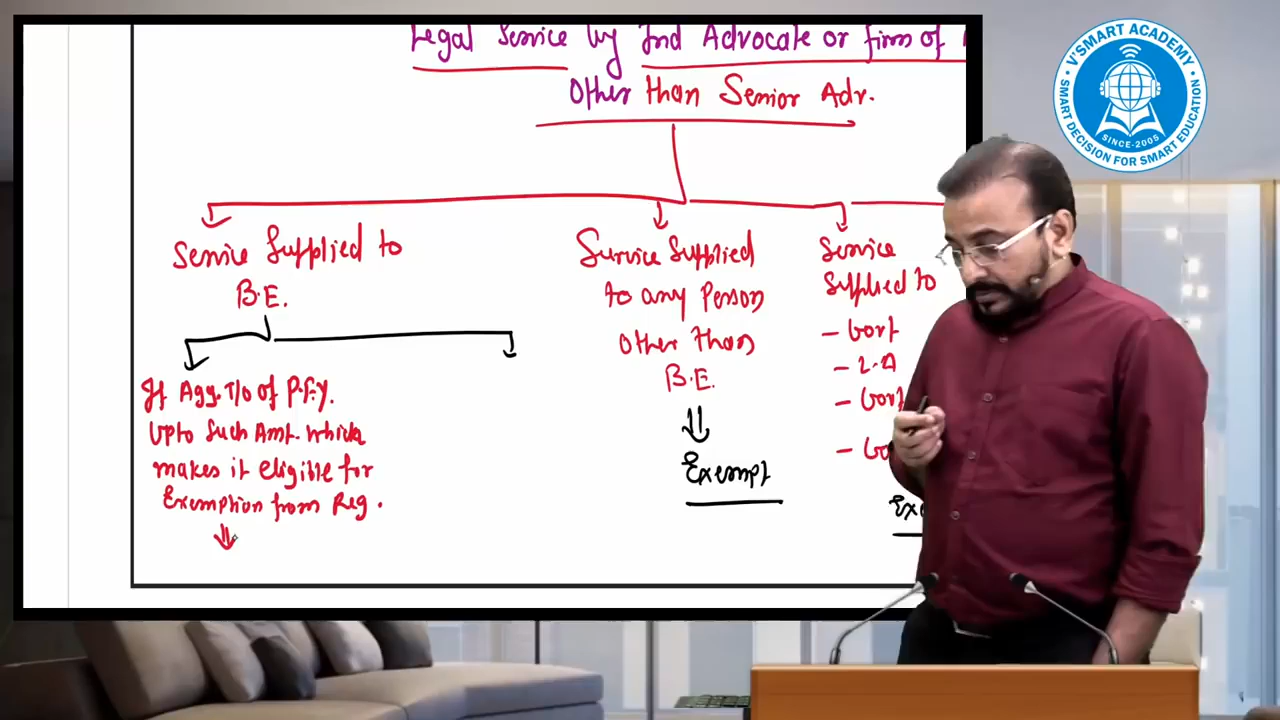 Legal Service by Ind Advocate or firm of
Other than Senior Adv.
Service Supplied to
B.E.
If Agg. T/o of P.F.Y.
Upto Such Amt. which
makes it eligible for
Exemption from Reg.
Service Supplied
to any Person
Other than
B.E.
Exempt
Service
Supplied to
- Govt
- L.A
- Govt
V'SMART ACADEMY
SINCE-2005
SMART DECISION FOR SMART EDUCATION